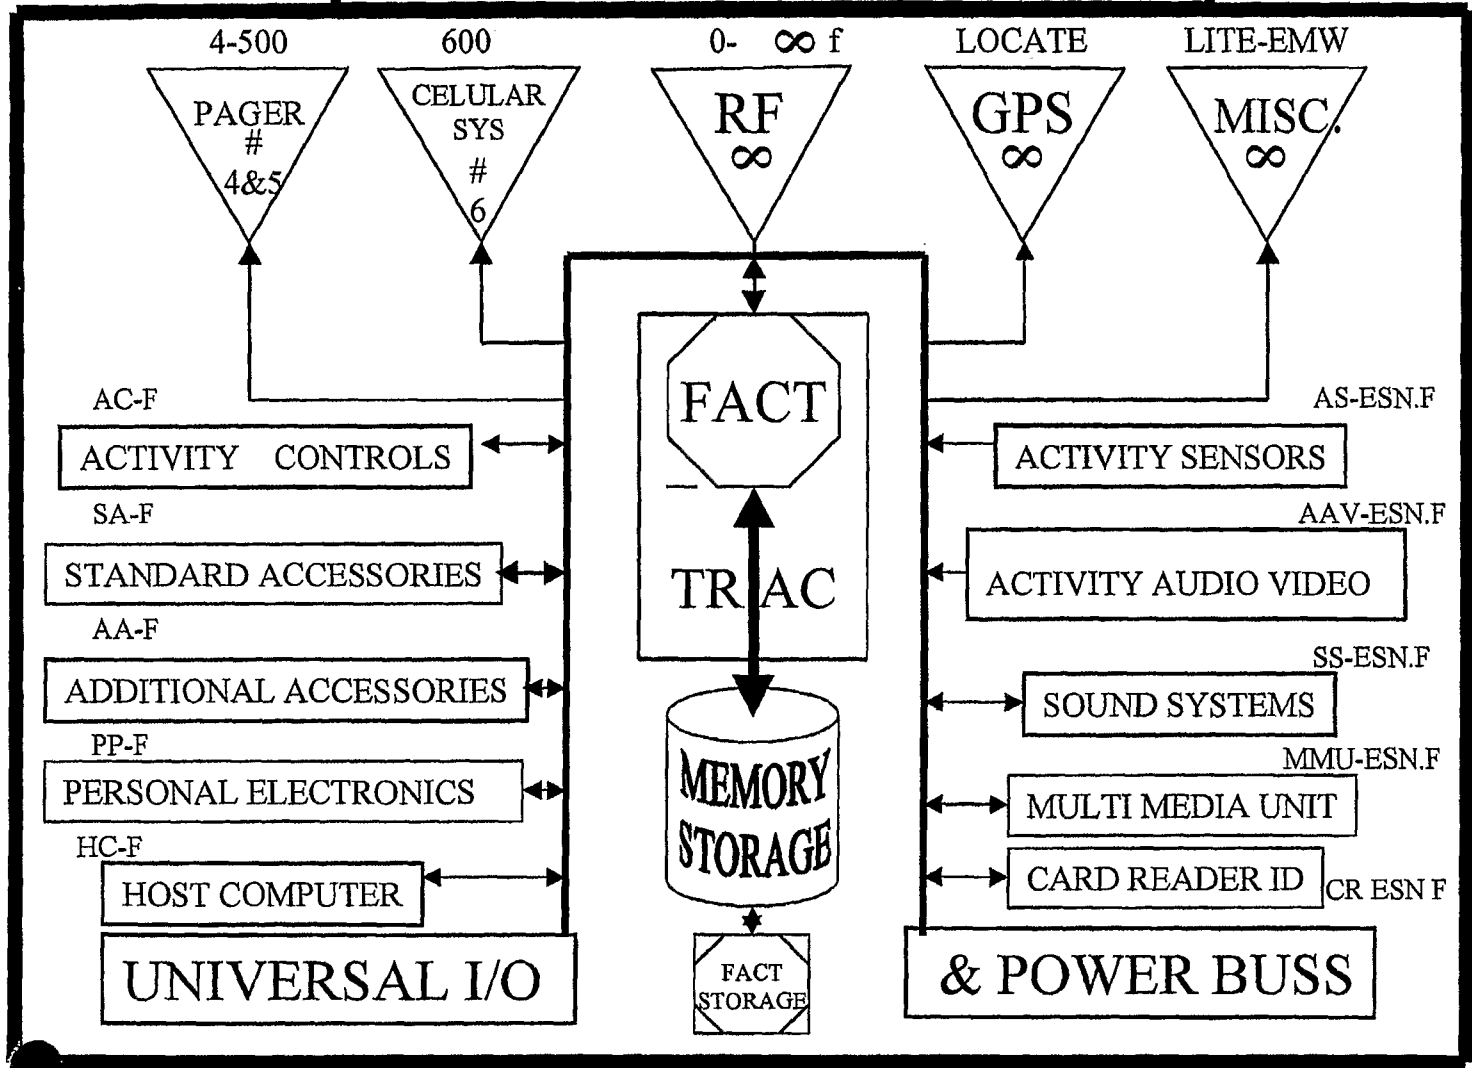 4-500
600
0- ∞ f
LOCATE
LITE-EMW
PAGER
#
4&5
CELULAR
SYS
#
6
RF
∞
GPS
∞
MISC.
∞
FACT
TRIAC
MEMORY
STORAGE
FACT
STORAGE
AC-F
ACTIVITY CONTROLS
SA-F
STANDARD ACCESSORIES
AA-F
ADDITIONAL ACCESSORIES
PP-F
PERSONAL ELECTRONICS
HC-F
HOST COMPUTER
UNIVERSAL I/O
AS-ESN.F
ACTIVITY SENSORS
AAV-ESN.F
ACTIVITY AUDIO VIDEO
SS-ESN.F
SOUND SYSTEMS
MMU-ESN.F
MULTI MEDIA UNIT
CARD READER ID
CR ESN F
& POWER BUSS